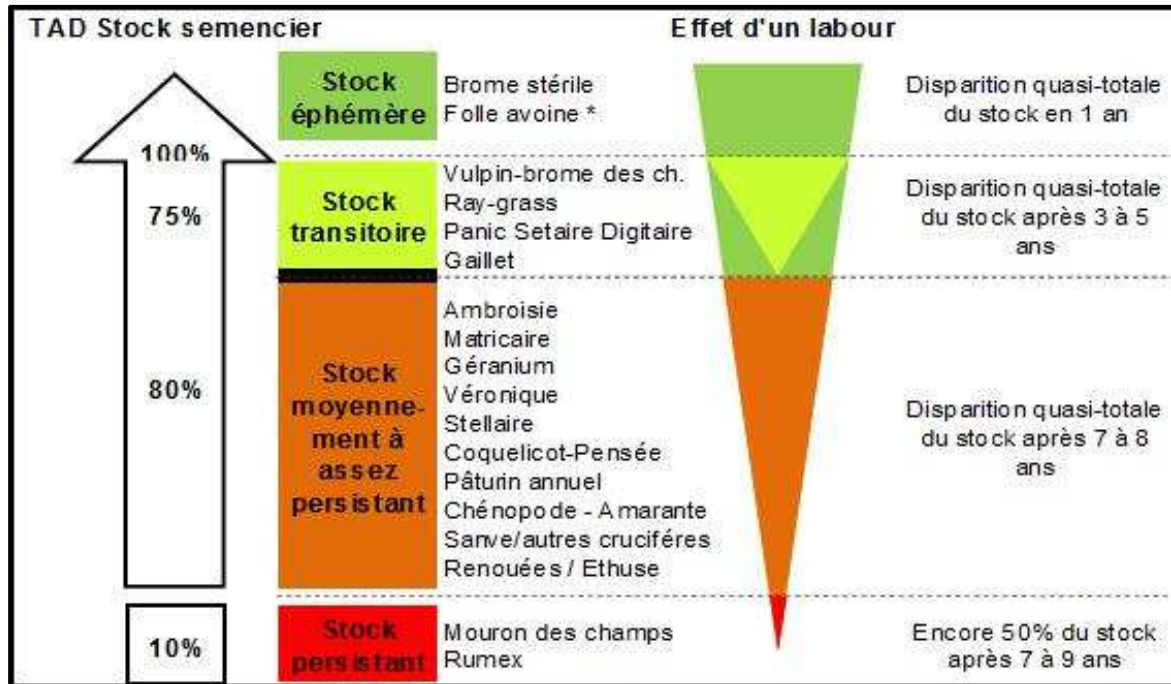 TAD Stock semencier
Effet d'un labour
100%
75%
80%
10%
Stock
éphémère
Brome stérile
Folle avoine *
Disparition quasi-totale
du stock en 1 an
Stock
transitoire
Vulpin-brome des ch.
Ray-grass
Panic Setaire Digitaire
Gaillet
Disparition quasi-totale
du stock après 3 à 5
ans
Stock
moyenne-
ment à
assez
persistant
Ambroisie
Matricaire
Géranium
Véronique
Stellaire
Coquelicot-Pensée
Pâturin annuel
Chénopode - Amarante
Sanve/autres cruciféres
Renouées / Ethuse
Disparition quasi-totale
du stock après 7 à 8
ans
Stock
persistant
Mouron des champs
Rumex
Encore 50% du stock
après 7 à 9 ans